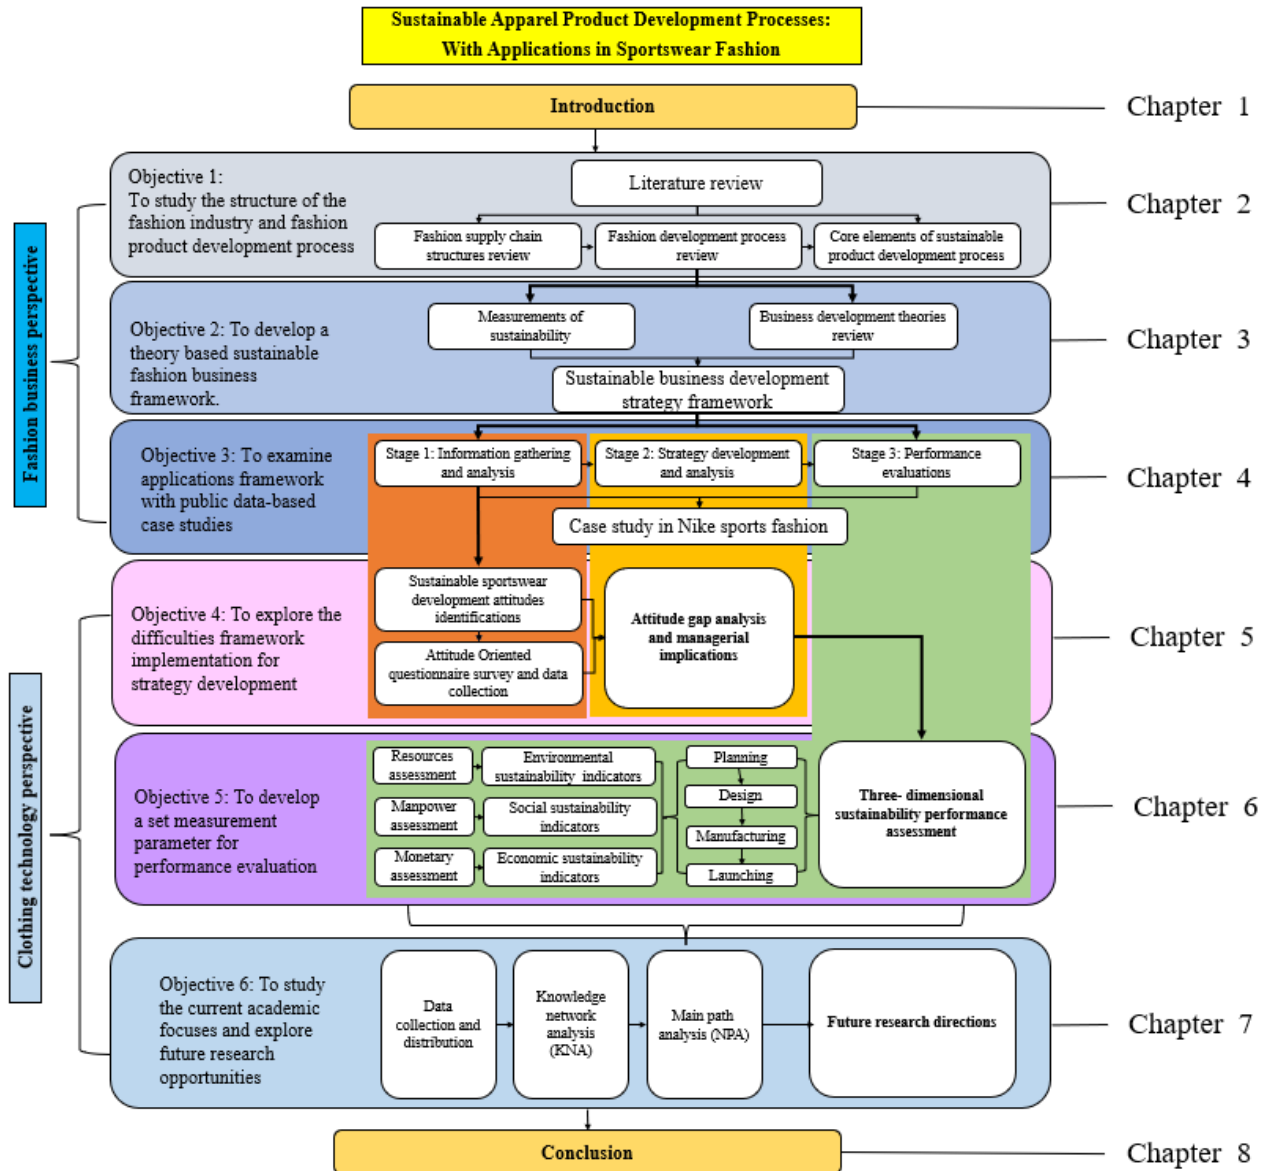 Sustainable Apparel Product Development Processes:
With Applications in Sportswear Fashion
Introduction
Chapter 1
Fashion business perspective
Objective 1:
To study the structure of the
fashion industry and fashion
product development process
Literature review
Fashion supply chain
structures review
Fashion development process
review
Core elements of sustainable
product development process
Chapter 2
Objective 2: To develop a
theory based sustainable
fashion business
framework.
Measurements of
sustainability
Business development theories
review
Sustainable business development
strategy framework
Chapter 3
Objective 3: To examine
applications framework
with public data-based
case studies
Stage 1: Information gathering
and analysis
Stage 2: Strategy development
and analysis
Stage 3: Performance
evaluations
Case study in Nike sports fashion
Chapter 4
Clothing technology perspective
Objective 4: To explore the
difficulties framework
implementation for
strategy development
Sustainable sportswear
development attitudes
identifications
Attitude Oriented
questionnaire survey and data
collection
Attitude gap analysis
and managerial
implications
Chapter 5
Objective 5: To develop
a set measurement
parameter for
performance evaluation
Resources
assessment
Environmental
sustainability indicators
Manpower
assessment
Social sustainability
indicators
Monetary
assessment
Economic sustainability
indicators
Planning
Design
Manufacturing
Launching
Three- dimensional
sustainability performance
assessment
Chapter 6
Objective 6: To study
the current academic
focuses and explore
future research
opportunities
Data
collection and
distribution
Knowledge
network
analysis
(KNA)
Main path
analysis (NPA)
Future research directions
Chapter 7
Conclusion
Chapter 8